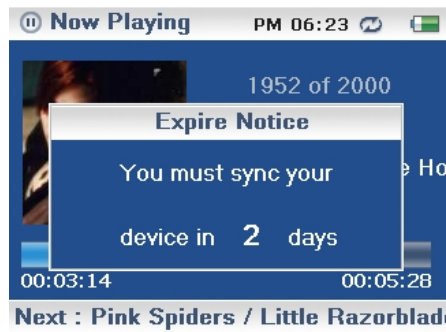 Now Playing PM 06:23
1952 of 2000
Expire Notice
You must sync your
e Ho
device in 2 days
00:03:14 00:05:28
Next : Pink Spiders / Little Razorblad